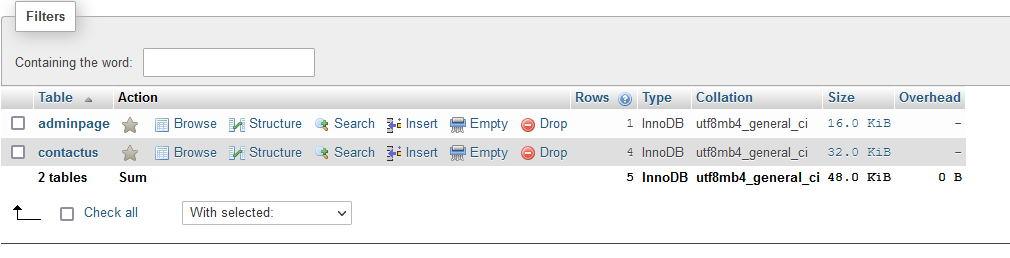 Filters
Containing the word:
Table Action Rows Type Collation Size Overhead
adminpage Browse Structure Search Insert Empty Drop 1 InnoDB utf8mb4_general_ci 16.0 KiB -
contactus Browse Structure Search Insert Empty Drop 4 InnoDB utf8mb4_general_ci 32.0 KiB -
2 tables Sum 5 InnoDB utf8mb4_general_ci 48.0 KiB 0 B
Check all With selected: